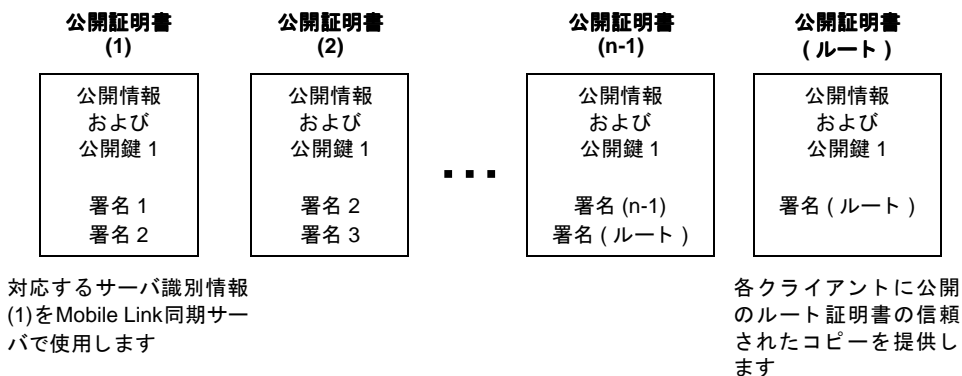 公開証明書
(1)
公開証明書
(2)
公開証明書
(n-1)
公開証明書
( ルート )
公開情報
および
公開鍵 1
署名 1
署名 2
公開情報
および
公開鍵 1
署名 2
署名 3
...
公開情報
および
公開鍵 1
署名 (n-1)
署名 ( ルート )
公開情報
および
公開鍵 1
署名 ( ルート )
対応するサーバ識別情報
(1)をMobile Link同期サー
バで使用します
各クライアントに公開
のルート証明書の信頼
されたコピーを提供し
ます